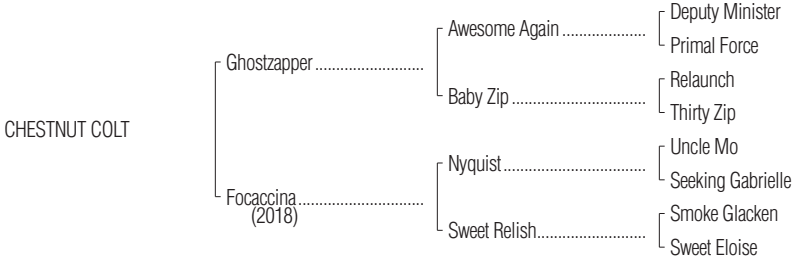 Deputy Minister
Awesome Again ....................
Primal Force
Ghostzapper ..........................
Relaunch
Baby Zip ................................
Thirty Zip
CHESTNUT COLT
Uncle Mo
Nyquist ..................................
Seeking Gabrielle
Focaccina ..............................
(2018)
Smoke Glacken
Sweet Relish ..........................
Sweet Eloise